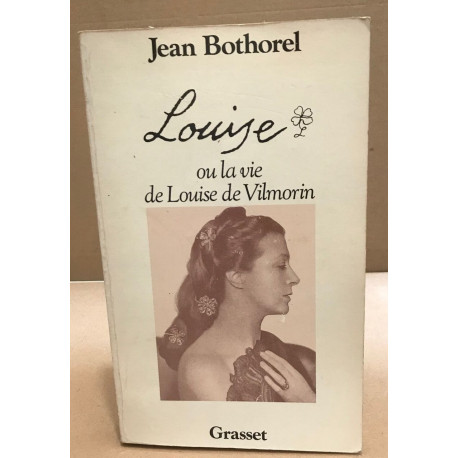 Jean Bothorel
Louise
L
ou la vie
de Louise de Vilmorin
Grasset